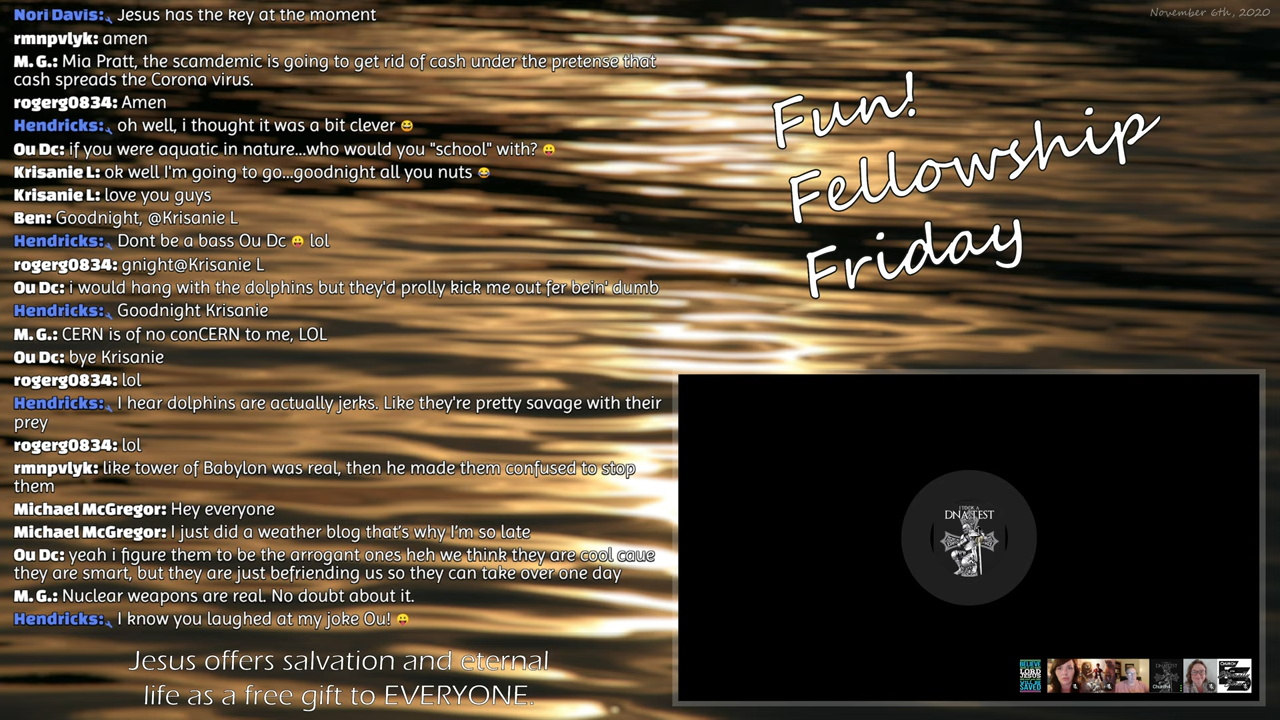 Nori Davis: Jesus has the key at the moment
rmnpvlyk: amen
M. G.: Mia Pratt, the scamdemic is going to get rid of cash under the pretense that
cash spreads the Corona virus.
rogerg0834: Amen
Hendricks: oh well, i thought it was a bit clever 😄
Ou Dc: if you were aquatic in nature...who would you "school" with? 😛
Krisanie L: ok well I'm going to go...goodnight all you nuts 😂
Krisanie L: love you guys
Ben: Goodnight, @Krisanie L
Hendricks: Dont be a bass Ou Dc 😛 lol
rogerg0834: gnight@Krisanie L
Ou Dc: i would hang with the dolphins but they'd prolly kick me out fer bein' dumb
Hendricks: Goodnight Krisanie
M. G.: CERN is of no conCERN to me, LOL
Ou Dc: bye Krisanie
rogerg0834: lol
Hendricks: I hear dolphins are actually jerks. Like they're pretty savage with their
prey
rogerg0834: lol
rmnpvlyk: like tower of Babylon was real, then he made them confused to stop
them
Michael McGregor: Hey everyone
Michael McGregor: I just did a weather blog that's why I'm so late
Ou Dc: yeah i figure them to be the arrogant ones heh we think they are cool caue
they are smart, but they are just befriending us so they can take over one day
M. G.: Nuclear weapons are real. No doubt about it.
Hendricks: I know you laughed at my joke Ou! 😛
Jesus offers salvation and eternal
life as a free gift to EVERYONE.
November 6th, 2020
Fun!
Fellowship
Friday
I TOOK A
DNA TEST
BELIEVE
LORD
JESUS
SAVED